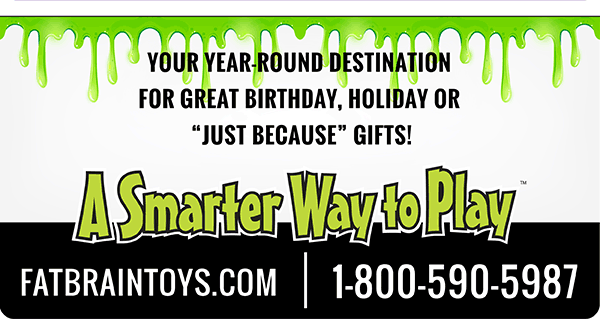 YOUR YEAR-ROUND DESTINATION
FOR GREAT BIRTHDAY, HOLIDAY OR
“JUST BECAUSE” GIFTS!
A Smarter Way to Play™
FATBRAINTOYS.COM | 1-800-590-5987